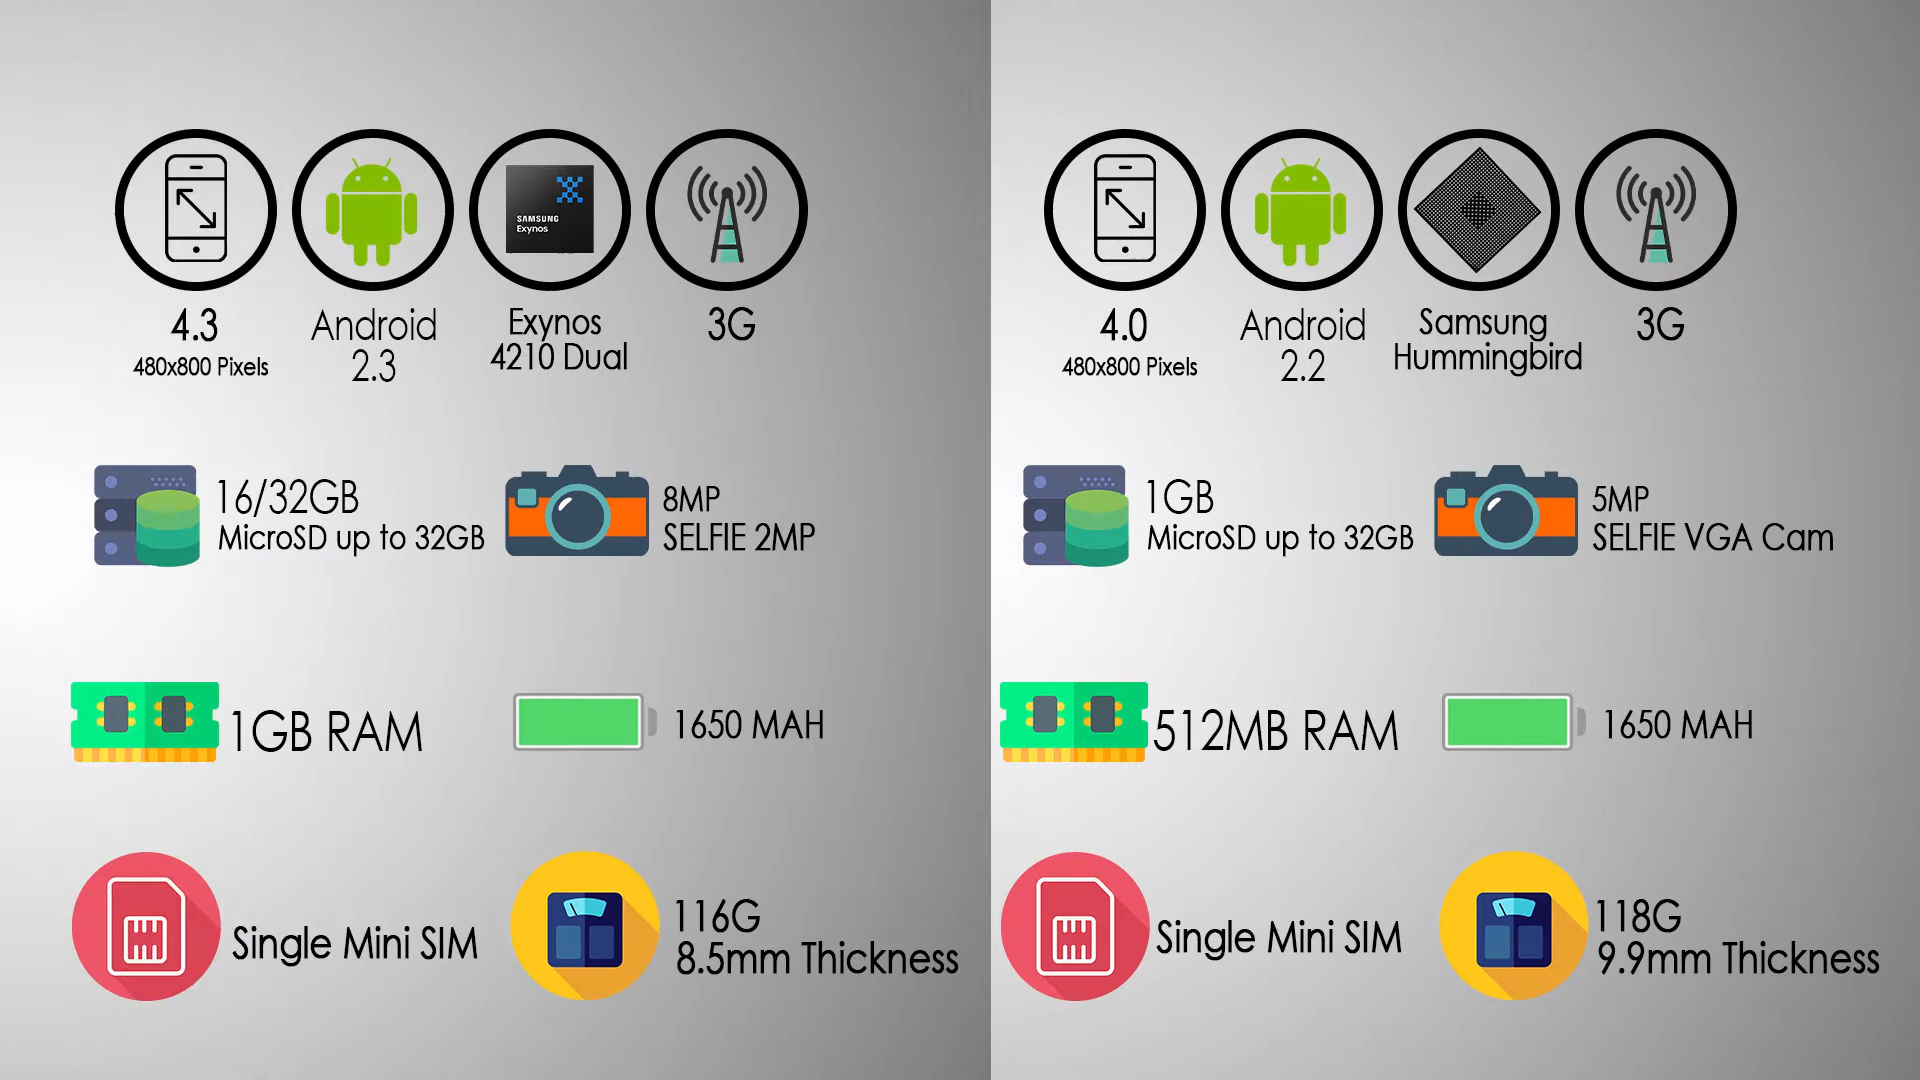 SAMSUNG
Exynos
4.3
480x800 Pixels
Android
2.3
Exynos
4210 Dual
3G
16/32GB
MicroSD up to 32GB
8MP
SELFIE 2MP
1GB RAM
1650 MAH
Single Mini SIM
116G
8.5mm Thickness
4.0
480x800 Pixels
Android
2.2
Samsung
Hummingbird
3G
1GB
MicroSD up to 32GB
5MP
SELFIE VGA Cam
512MB RAM
1650 MAH
Single Mini SIM
118G
9.9mm Thickness